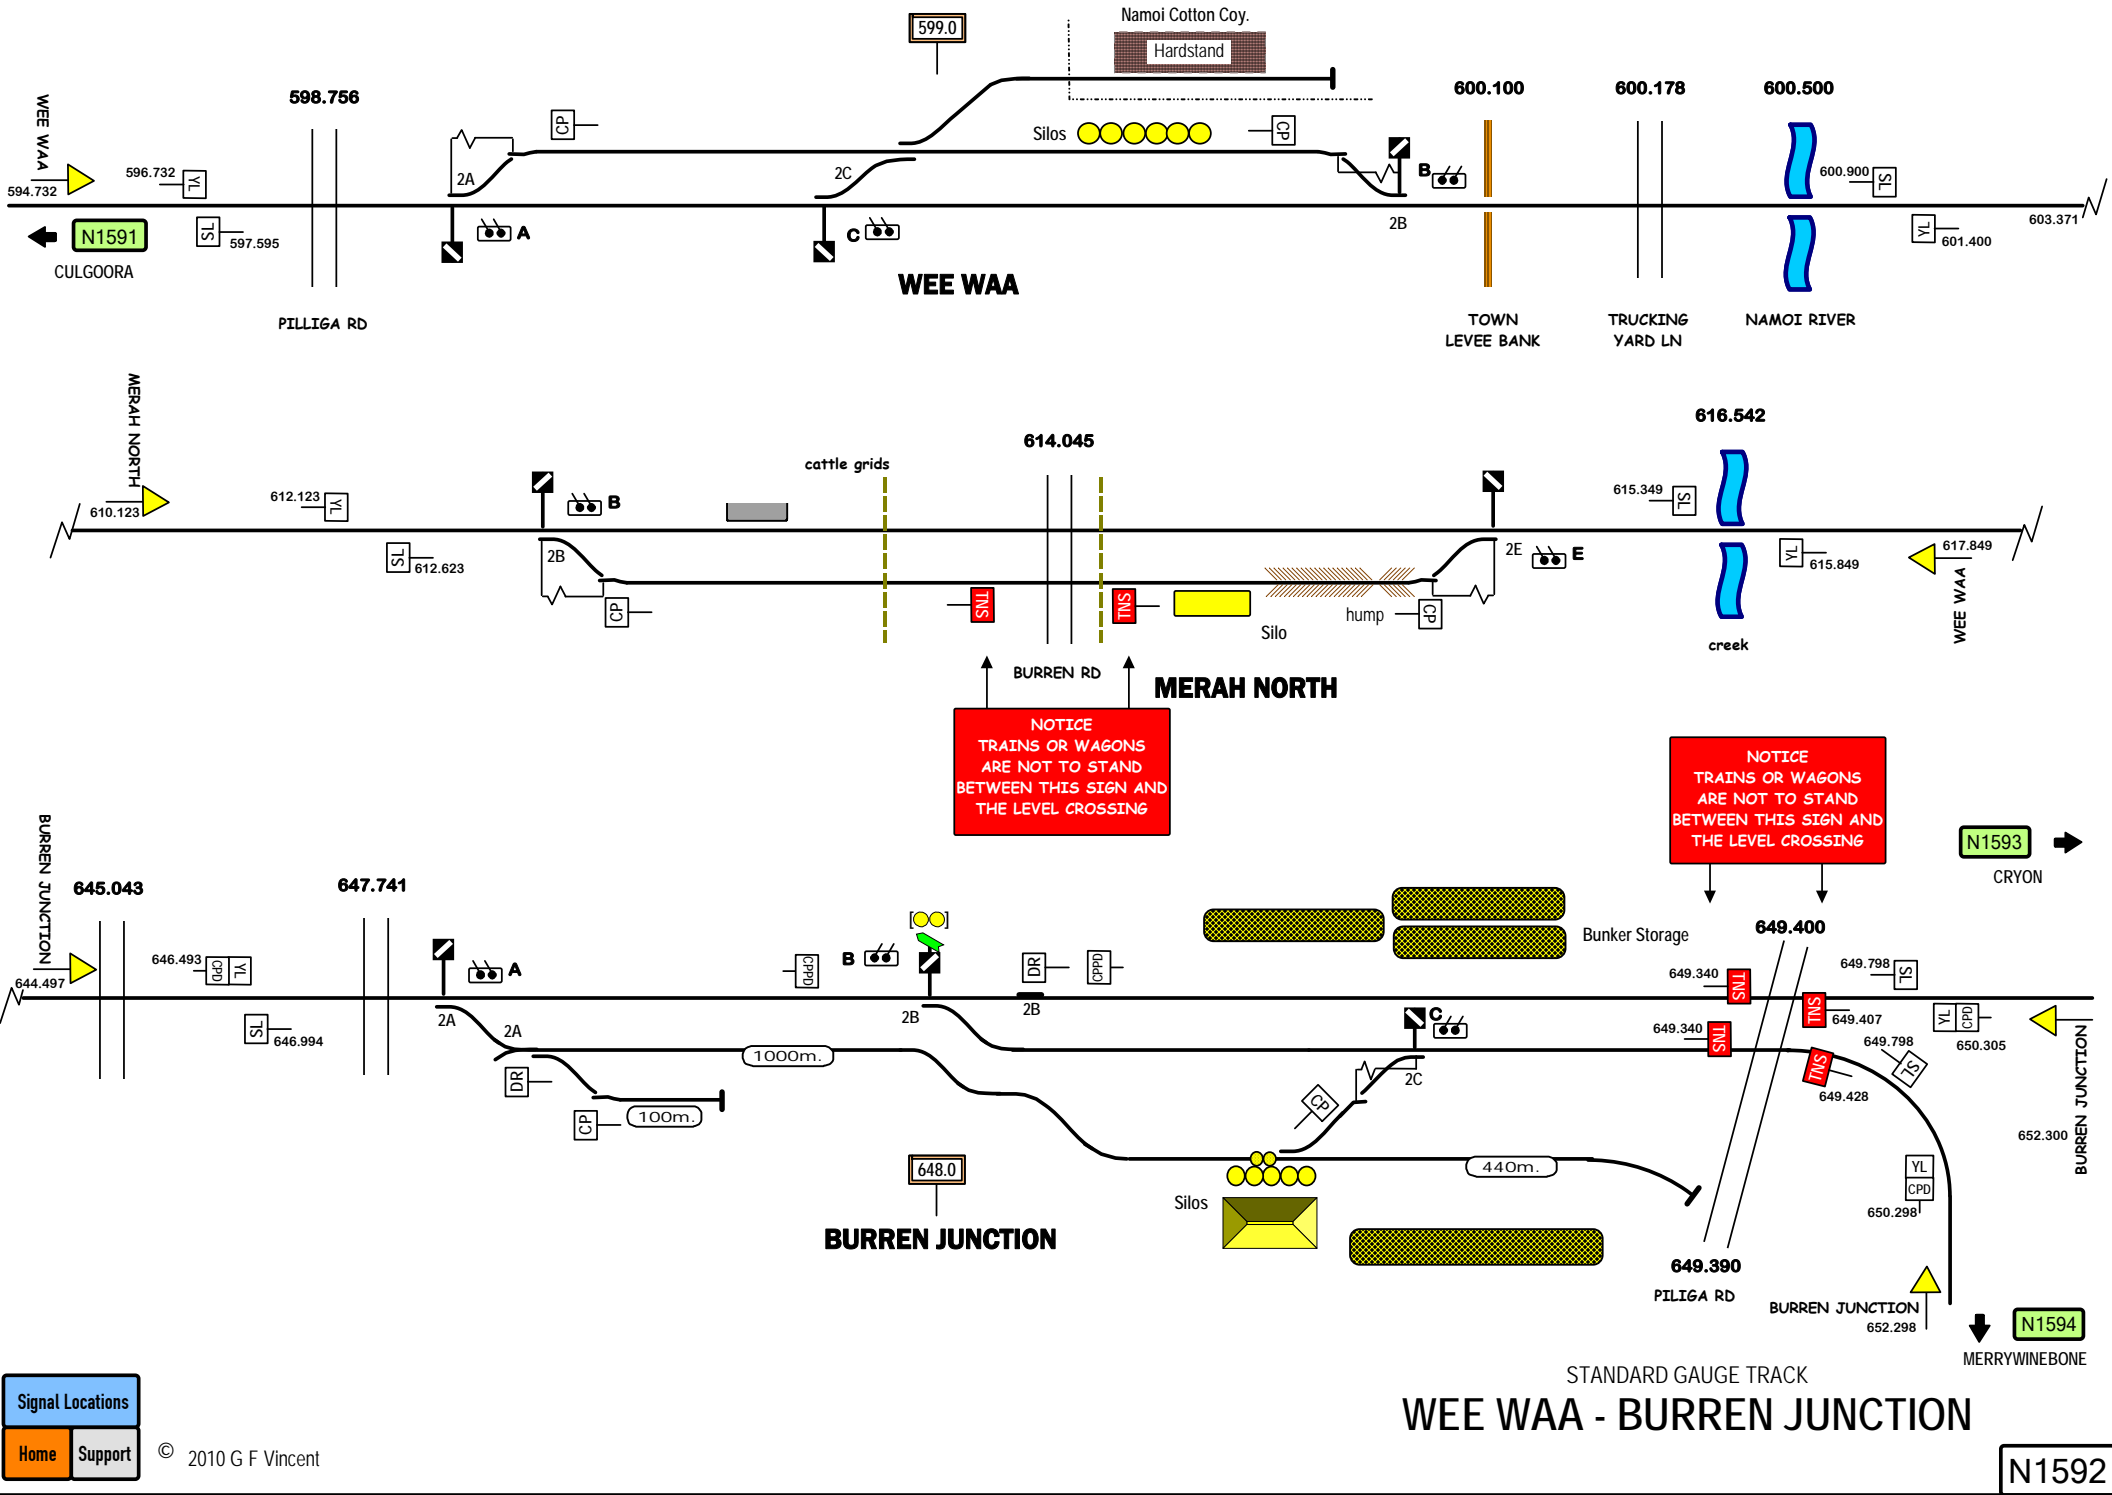 Namoi Cotton Coy.
Hardstand
599.0
598.756
600.100
600.178
600.500
WEE WAA
594.732
596.732
YL
SL
597.595
CP
2A
A
2C
C
Silos
CP
B
2B
600.900
SL
YL
601.400
603.371
N1591
CULGOORA
WEE WAA
PILLIGA RD
TOWN
LEVEE BANK
TRUCKING
YARD LN
NAMOI RIVER
MERAH NORTH
610.123
612.123
YL
SL
612.623
B
2B
CP
cattle grids
614.045
TNS
TNS
BURREN RD
Silo
hump
CP
2E
E
615.349
SL
616.542
creek
YL
615.849
617.849
WEE WAA
MERAH NORTH
NOTICE
TRAINS OR WAGONS
ARE NOT TO STAND
BETWEEN THIS SIGN AND
THE LEVEL CROSSING
NOTICE
TRAINS OR WAGONS
ARE NOT TO STAND
BETWEEN THIS SIGN AND
THE LEVEL CROSSING
N1593
CRYON
BURREN JUNCTION
644.497
645.043
646.493
CPD
YL
SL
646.994
647.741
A
2A
2A
DR
CP
100m.
1000m.
CPPD
B
[ ]
2B
DR
2B
CPPD
Bunker Storage
649.400
649.340
TNS
649.798
SL
C
2C
CP
649.340
TNS
TNS
649.407
YL
CPD
650.305
649.798
SL
TNS
649.428
652.300
BURREN JUNCTION
648.0
BURREN JUNCTION
Silos
440m.
YL
CPD
650.298
649.390
PILIGA RD
BURREN JUNCTION
652.298
N1594
MERRYWINEBONE
STANDARD GAUGE TRACK
WEE WAA - BURREN JUNCTION
Signal Locations
Home
Support
© 2010 G F Vincent
N1592